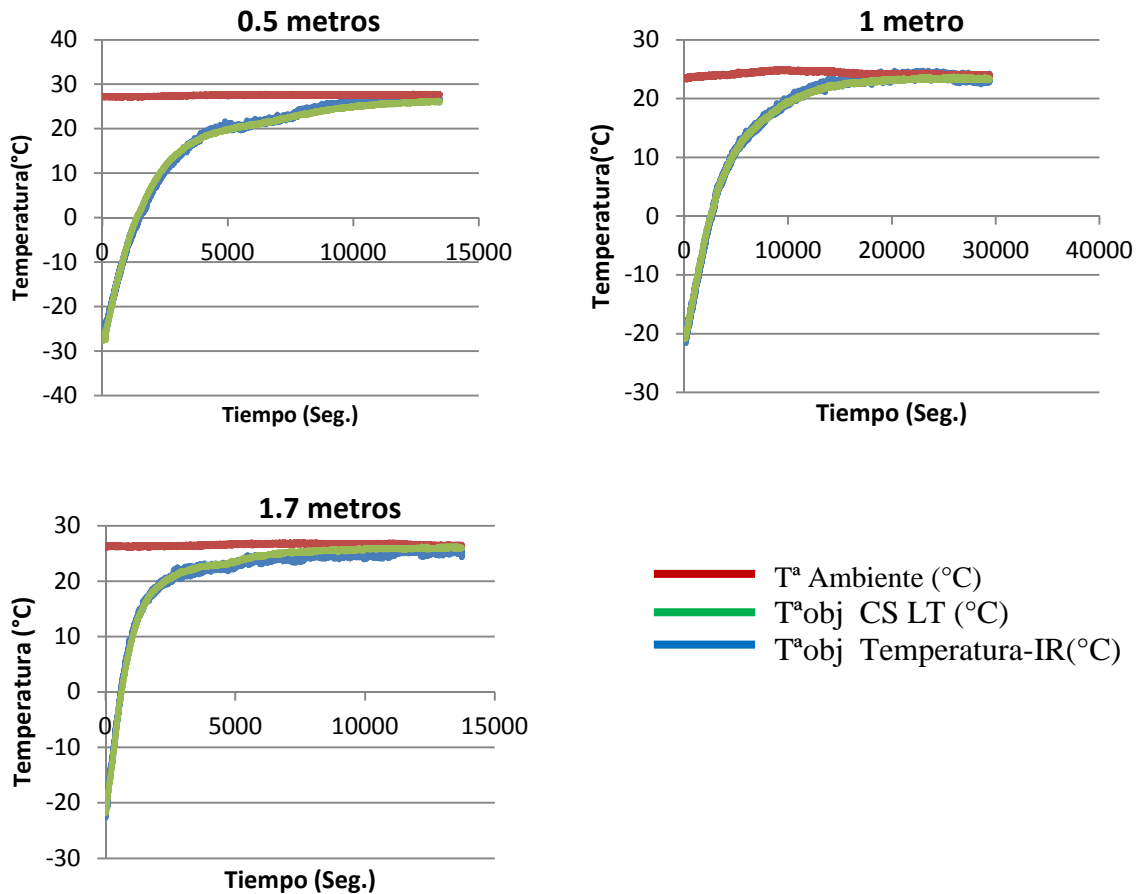 0.5 metros
40
30
20
10
0
-10
-20
-30
-40
0 5000 10000 15000
Temperatura(°C)
Tiempo (Seg.)
1 metro
30
20
10
0
-10
-20
-30
0 10000 20000 30000 40000
Temperatura(°C)
Tiempo (Seg.)
1.7 metros
30
20
10
0
-10
-20
-30
0 5000 10000 15000
Temperatura (°C)
Tiempo (Seg.)
Tª Ambiente (°C)
Tªobj CS LT (°C)
Tªobj Temperatura-IR(°C)